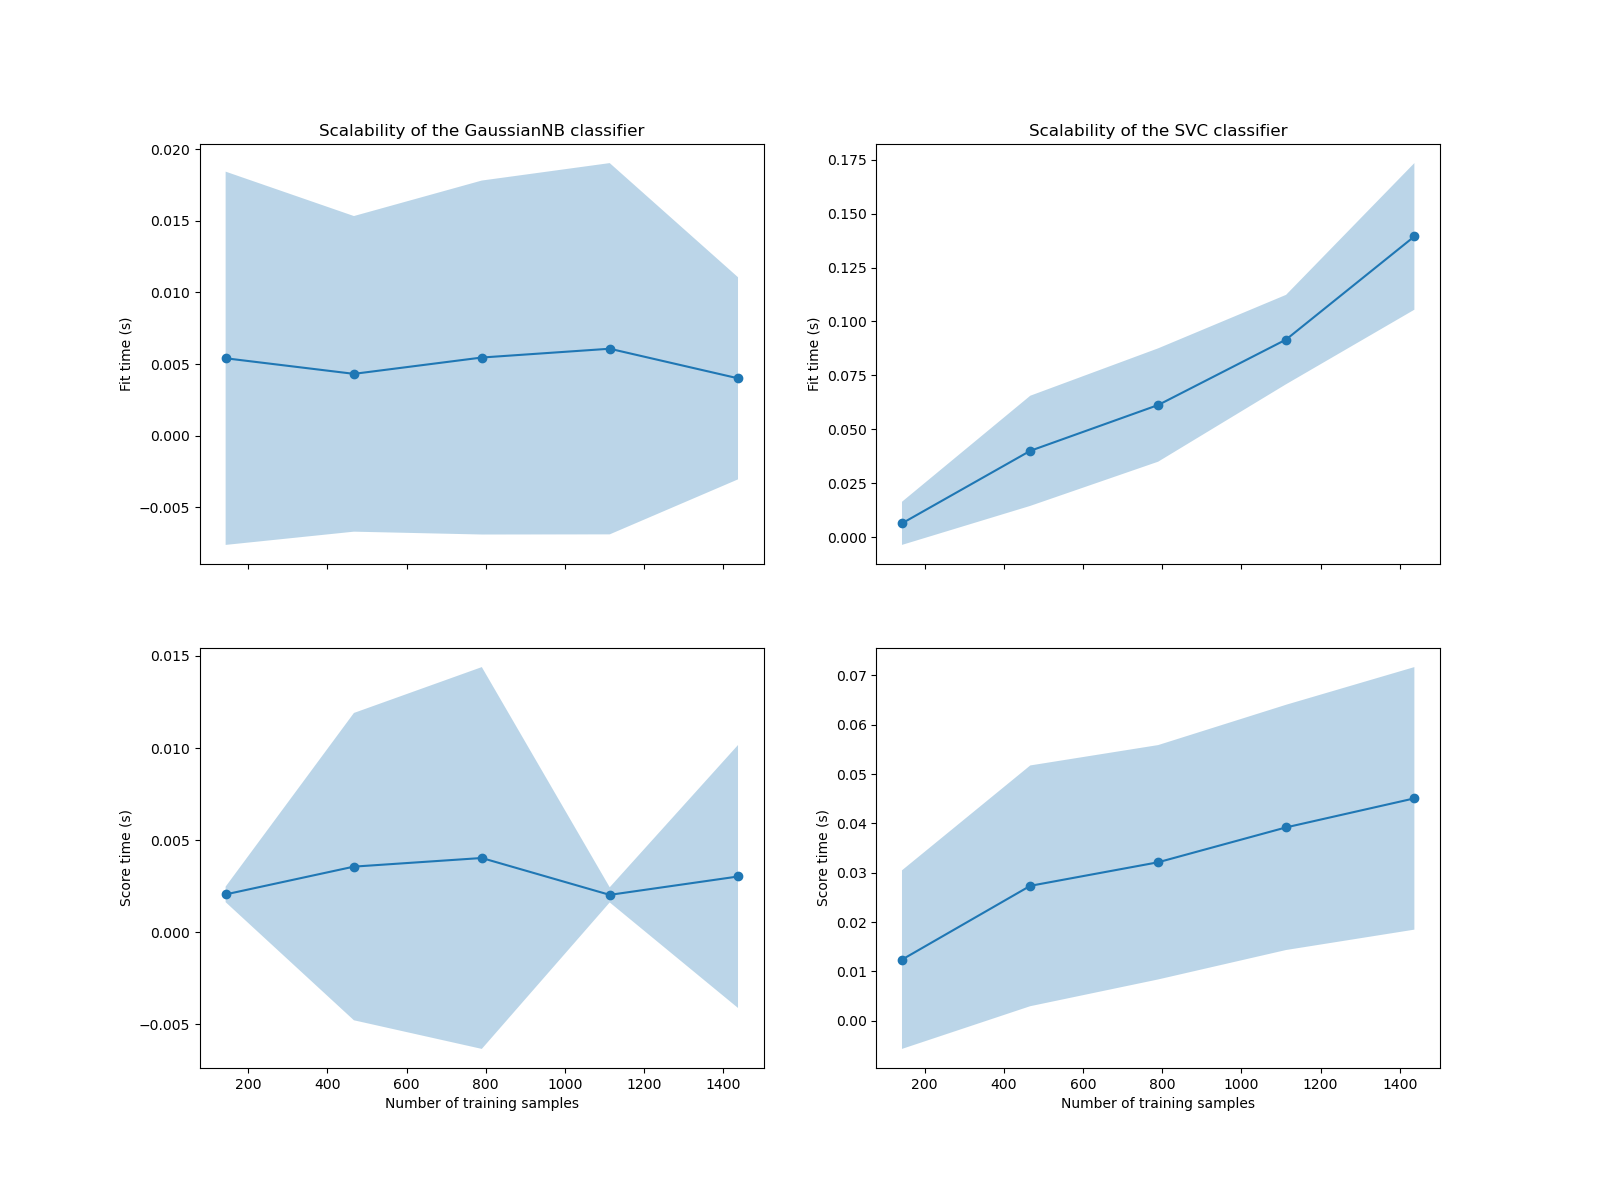 Scalability of the GaussianNB classifier
0.020
0.015
0.010
0.005
0.000
−0.005
Fit time (s)
Scalability of the SVC classifier
0.175
0.150
0.125
0.100
0.075
0.050
0.025
0.000
Fit time (s)
0.015
0.010
0.005
0.000
−0.005
Score time (s)
200 400 600 800 1000 1200 1400
Number of training samples
0.07
0.06
0.05
0.04
0.03
0.02
0.01
0.00
Score time (s)
200 400 600 800 1000 1200 1400
Number of training samples